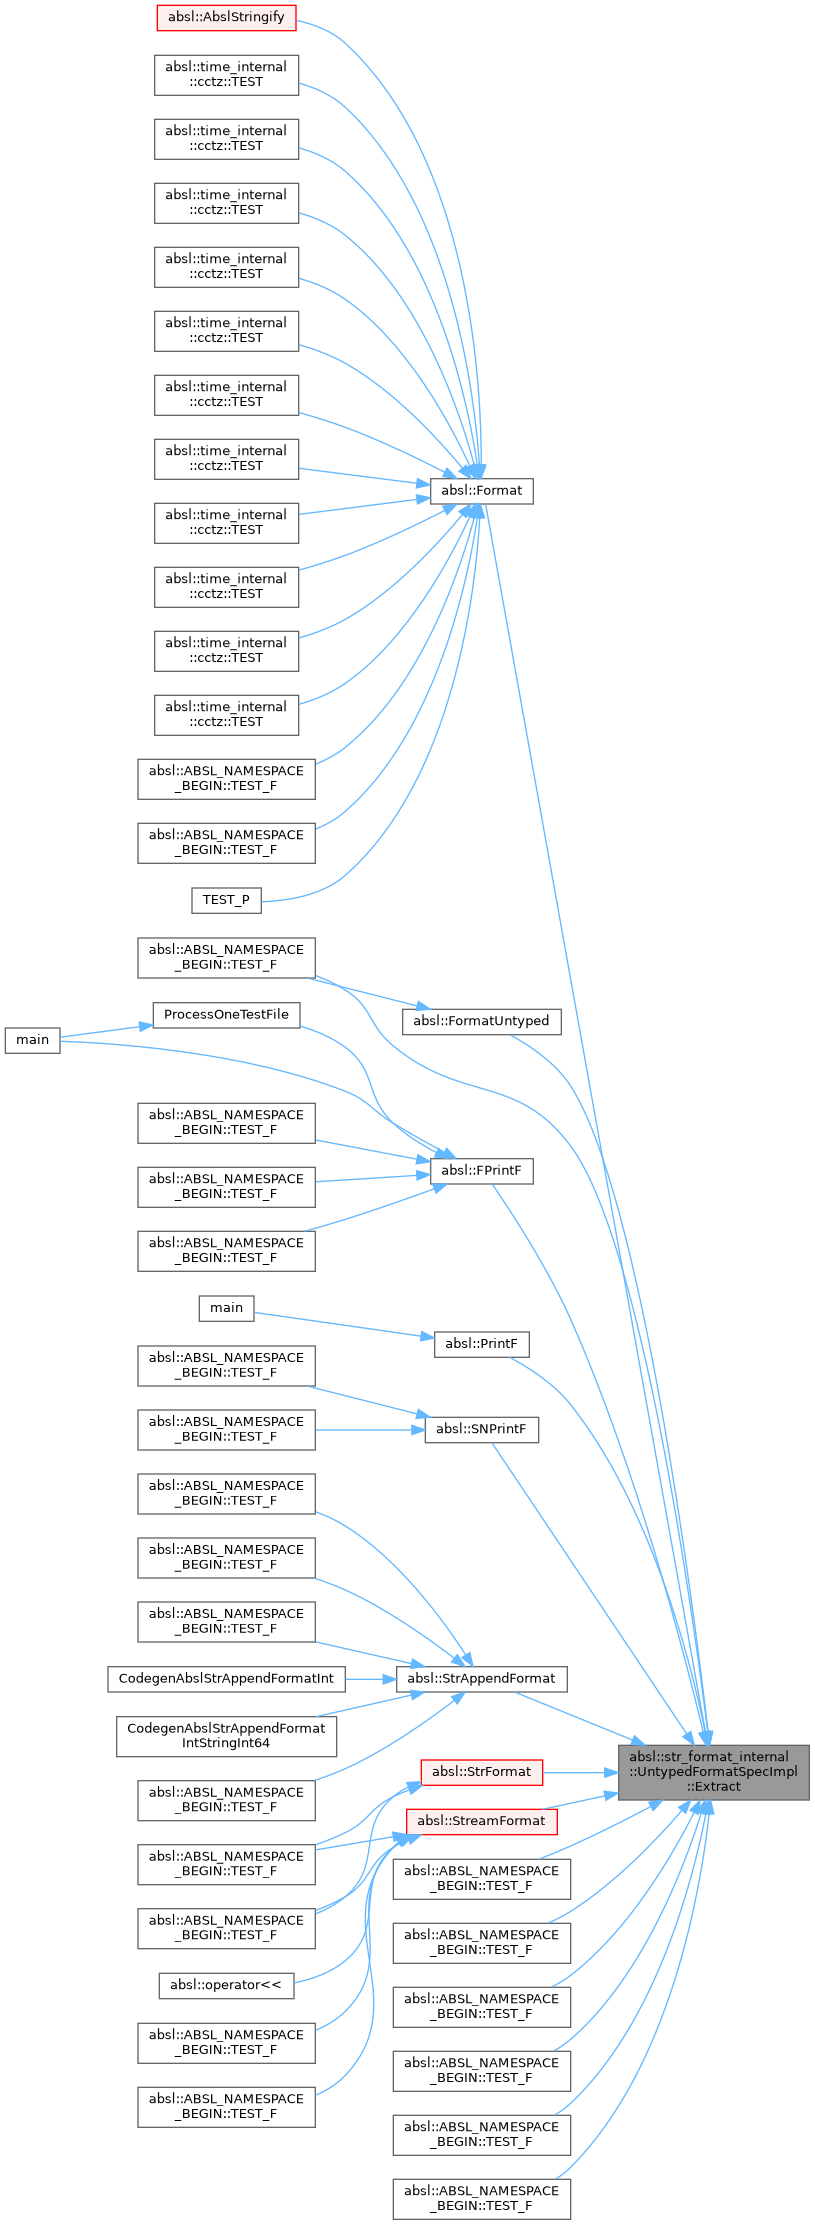 absl::AbslStringify
absl::time_internal
::cctz::TEST
absl::time_internal
::cctz::TEST
absl::time_internal
::cctz::TEST
absl::time_internal
::cctz::TEST
absl::time_internal
::cctz::TEST
absl::time_internal
::cctz::TEST
absl::time_internal
::cctz::TEST
absl::Format
absl::time_internal
::cctz::TEST
absl::time_internal
::cctz::TEST
absl::time_internal
::cctz::TEST
absl::time_internal
::cctz::TEST
absl::ABSL_NAMESPACE
_BEGIN::TEST_F
absl::ABSL_NAMESPACE
_BEGIN::TEST_F
TEST_P
absl::ABSL_NAMESPACE
_BEGIN::TEST_F
ProcessOneTestFile
absl::FormatUntyped
main
absl::ABSL_NAMESPACE
_BEGIN::TEST_F
absl::FPrintF
absl::ABSL_NAMESPACE
_BEGIN::TEST_F
absl::ABSL_NAMESPACE
_BEGIN::TEST_F
main
absl::PrintF
absl::ABSL_NAMESPACE
_BEGIN::TEST_F
absl::SNPrintF
absl::ABSL_NAMESPACE
_BEGIN::TEST_F
absl::ABSL_NAMESPACE
_BEGIN::TEST_F
absl::ABSL_NAMESPACE
_BEGIN::TEST_F
absl::ABSL_NAMESPACE
_BEGIN::TEST_F
CodegenAbslStrAppendFormatInt
absl::StrAppendFormat
CodegenAbslStrAppendFormat
IntStringInt64
absl::str_format_internal
::UntypedFormatSpecImpl
::Extract
absl::StrFormat
absl::ABSL_NAMESPACE
_BEGIN::TEST_F
absl::StreamFormat
absl::ABSL_NAMESPACE
_BEGIN::TEST_F
absl::ABSL_NAMESPACE
_BEGIN::TEST_F
absl::ABSL_NAMESPACE
_BEGIN::TEST_F
absl::ABSL_NAMESPACE
_BEGIN::TEST_F
absl::operator<<
absl::ABSL_NAMESPACE
_BEGIN::TEST_F
absl::ABSL_NAMESPACE
_BEGIN::TEST_F
absl::ABSL_NAMESPACE
_BEGIN::TEST_F
absl::ABSL_NAMESPACE
_BEGIN::TEST_F
absl::ABSL_NAMESPACE
_BEGIN::TEST_F
absl::ABSL_NAMESPACE
_BEGIN::TEST_F